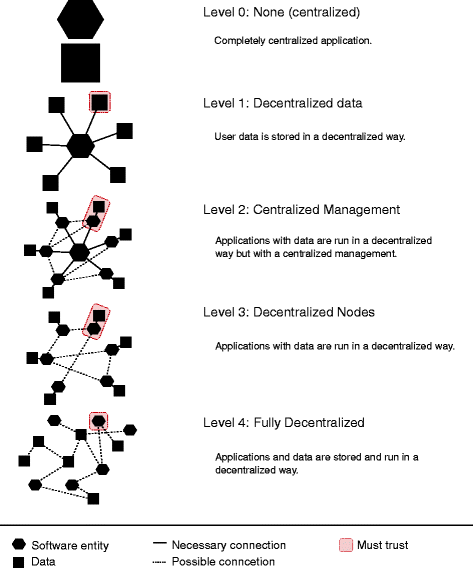 Level 0: None (centralized)
Completely centralized application.
Level 1: Decentralized data
User data is stored in a decentralized way.
Level 2: Centralized Management
Applications with data are run in a decentralized
way but with a centralized management.
Level 3: Decentralized Nodes
Applications with data are run in a decentralized way.
Level 4: Fully Decentralized
Applications and data are stored and run in a
decentralized way.
Software entity
Necessary connection
Must trust
Data
Possible conncetion